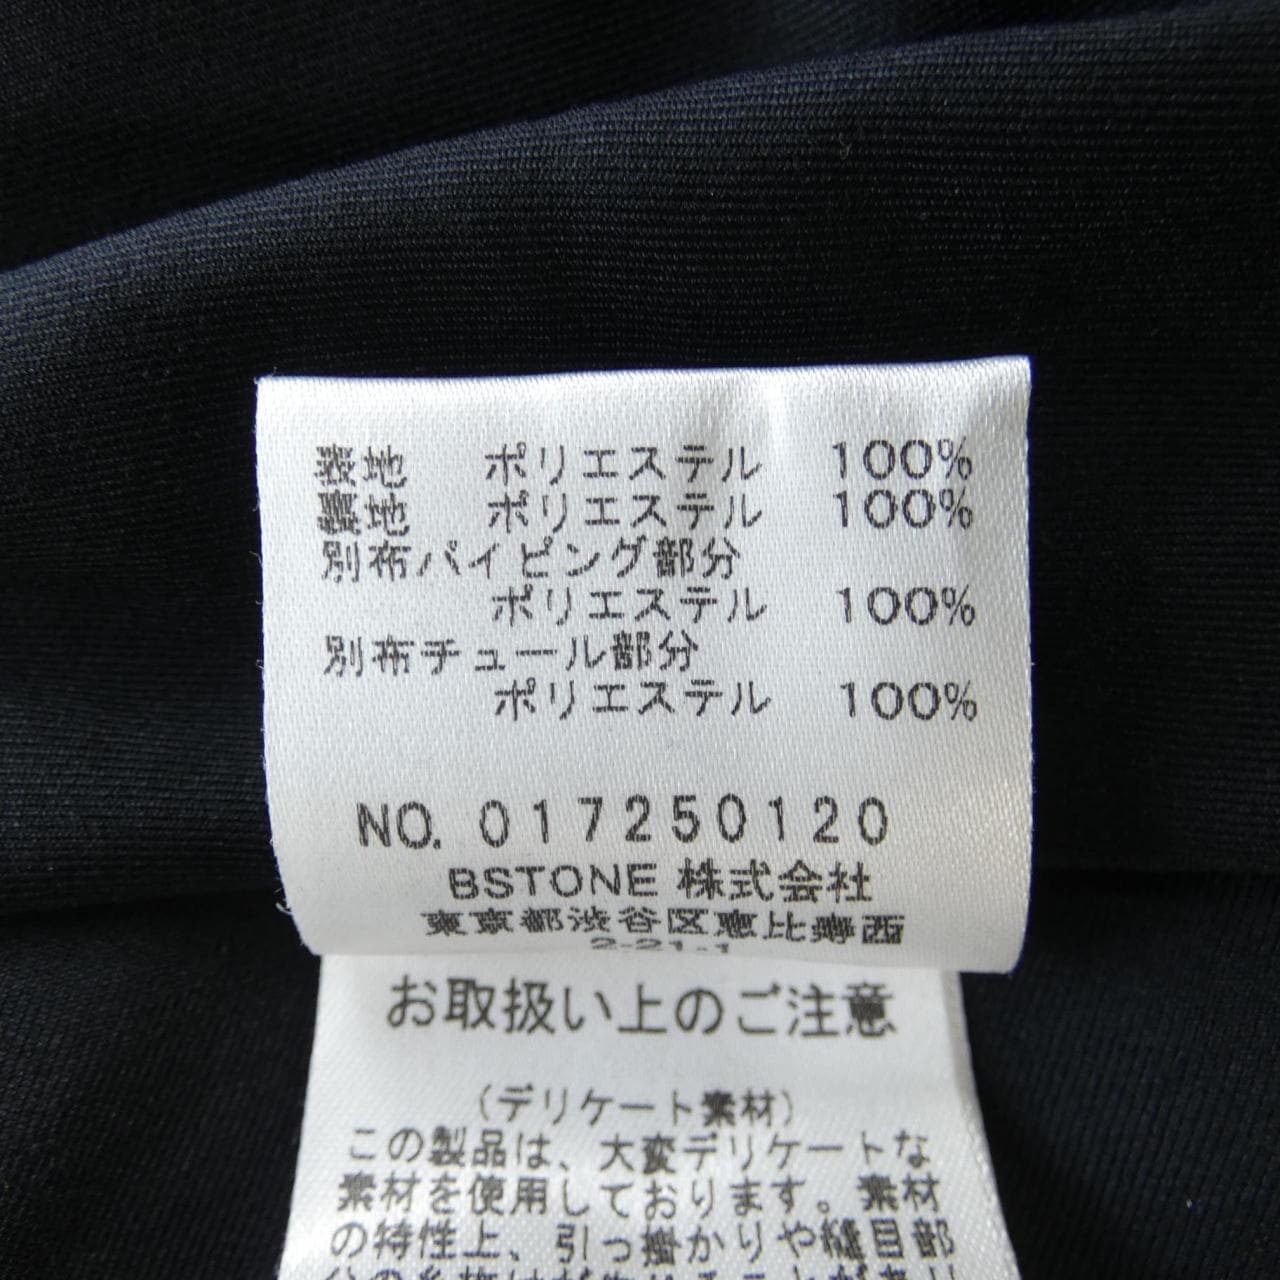 表地 ポリエステル 100%
裏地 ポリエステル 100%
別布パイピング部分
ポリエステル 100%
別布チュール部分
ポリエステル 100%
NO. 017250120
BSTONE 株式会社
東京都渋谷区恵比寿西
2-21-1
お取扱い上のご注意
(デリケート素材)
この製品は、大変デリケートな
素材を使用しております。素材
の特性上、引っ掛かりや縫目部